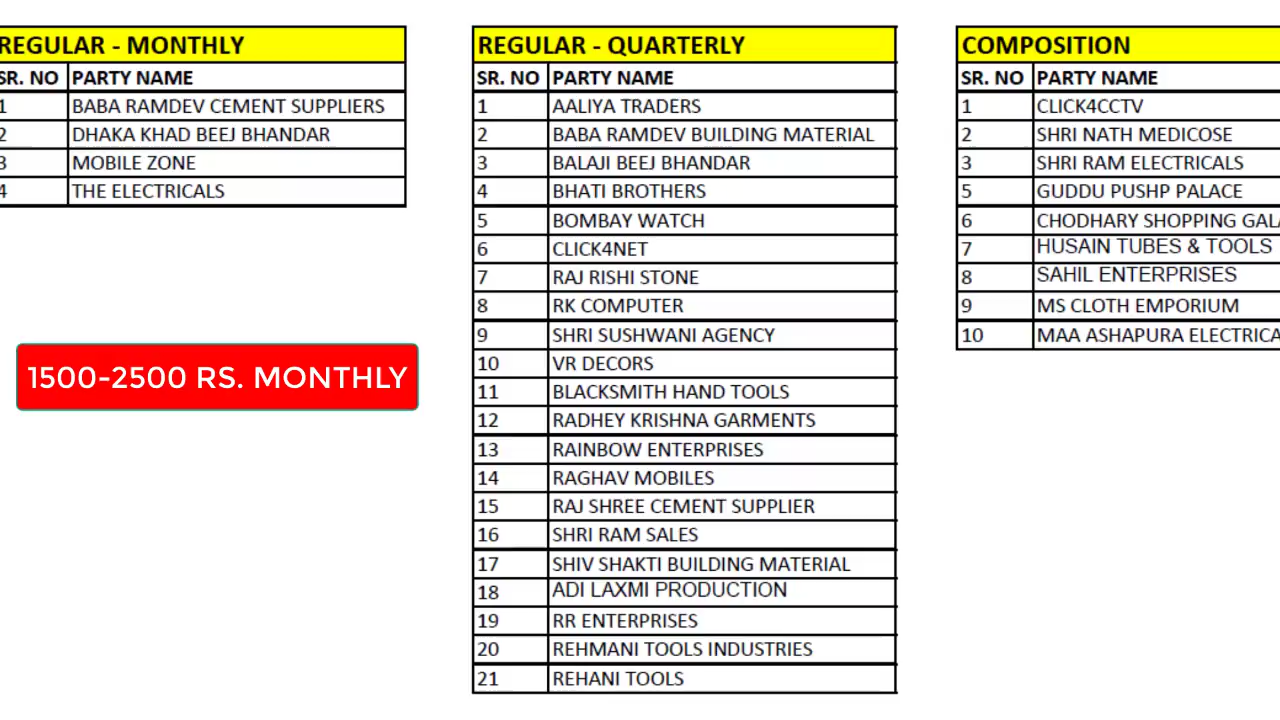 REGULAR - MONTHLY
SR. NO PARTY NAME
1 BABA RAMDEV CEMENT SUPPLIERS
2 DHAKA KHAD BEEJ BHANDAR
3 MOBILE ZONE
4 THE ELECTRICALS
1500-2500 RS. MONTHLY
REGULAR - QUARTERLY
SR. NO PARTY NAME
1 AALIYA TRADERS
2 BABA RAMDEV BUILDING MATERIAL
3 BALAJI BEEJ BHANDAR
4 BHATI BROTHERS
5 BOMBAY WATCH
6 CLICK4NET
7 RAJ RISHI STONE
8 RK COMPUTER
9 SHRI SUSHWANI AGENCY
10 VR DECORS
11 BLACKSMITH HAND TOOLS
12 RADHEY KRISHNA GARMENTS
13 RAINBOW ENTERPRISES
14 RAGHAV MOBILES
15 RAJ SHREE CEMENT SUPPLIER
16 SHRI RAM SALES
17 SHIV SHAKTI BUILDING MATERIAL
18 ADI LAXMI PRODUCTION
19 RR ENTERPRISES
20 REHMANI TOOLS INDUSTRIES
21 REHANI TOOLS
COMPOSITION
SR. NO PARTY NAME
1 CLICK4CCTV
2 SHRI NATH MEDICOSE
3 SHRI RAM ELECTRICALS
5 GUDDU PUSHP PALACE
6 CHODHARY SHOPPING
7 HUSAIN TUBES & TOOLS
8 SAHIL ENTERPRISES
9 MS CLOTH EMPORIUM
10 MAA ASHAPURA